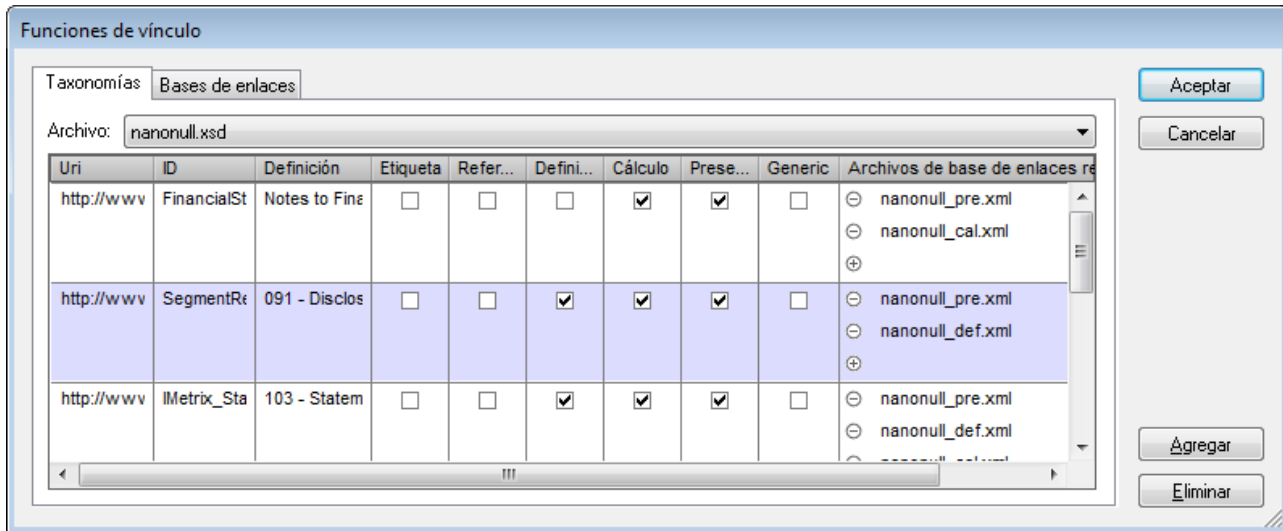 Funciones de vínculo
Taxonomías Bases de enlaces
Aceptar
Archivo: nanonull.xsd
Cancelar
Uri ID Definición Etiqueta Refer... Defini... Cálculo Prese... Generic Archivos de base de enlaces re
http://www FinancialSt Notes to Fina nanonull_pre.xml
nanonull_cal.xml
http://www SegmentRe 091 - Disclos nanonull_pre.xml
nanonull_def.xml
http://www IMetrix_Sta 103 - Statem nanonull_pre.xml
nanonull_def.xml
Agregar
Eliminar